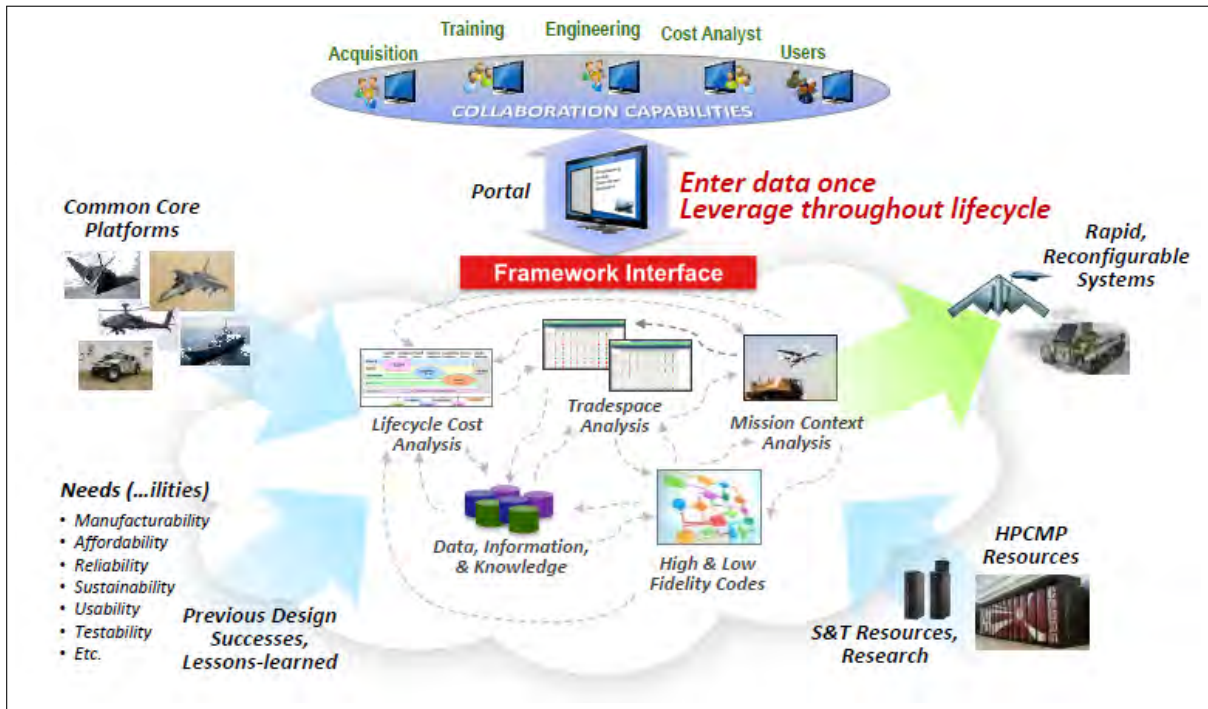 Acquisition
Training
Engineering
Cost Analyst
Users
COLLABORATION CAPABILITIES
Portal
Enter data once
Leverage throughout lifecycle
Common Core
Platforms
Framework Interface
Rapid,
Reconfigurable
Systems
Lifecycle Cost
Analysis
Tradespace
Analysis
Mission Context
Analysis
Data, Information,
& Knowledge
High & Low
Fidelity Codes
Needs (...ilities)
• Manufacturability
• Affordability
• Reliability
• Sustainability
• Usability
• Testability
• Etc.
Previous Design
Successes,
Lessons-learned
HPCMP
Resources
S&T Resources,
Research